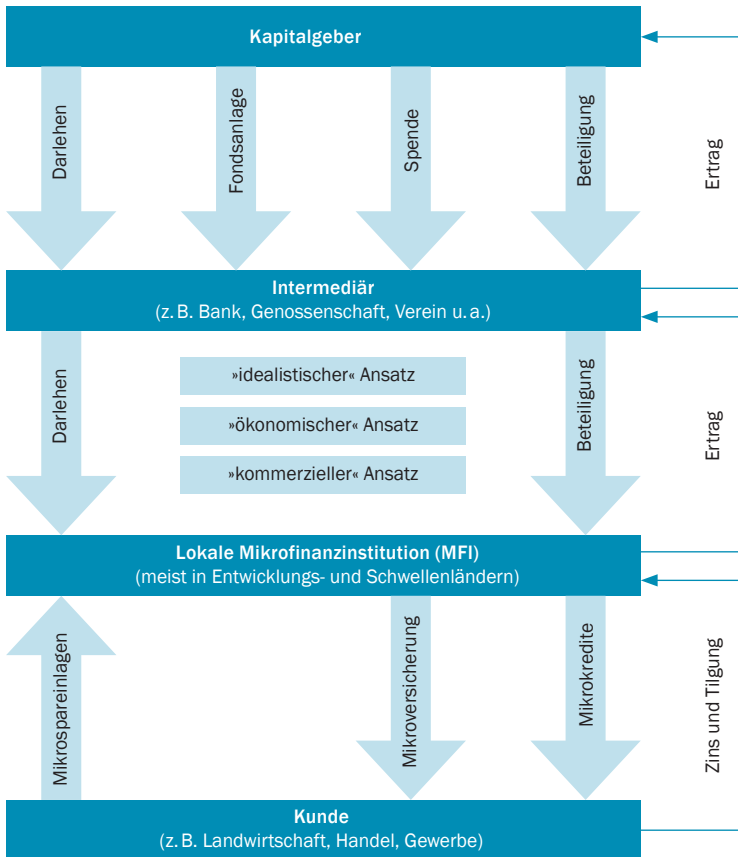 Kapitalgeber
Darlehen
Fondsanlage
Spende
Beteiligung
Ertrag
Intermediär
(z. B. Bank, Genossenschaft, Verein u. a.)
Darlehen
»idealistischer« Ansatz
»ökonomischer« Ansatz
»kommerzieller« Ansatz
Beteiligung
Ertrag
Lokale Mikrofinanzinstitution (MFI)
(meist in Entwicklungs- und Schwellenländern)
Mikrospareinlagen
Mikroversicherung
Mikrokredite
Zins und Tilgung
Kunde
(z. B. Landwirtschaft, Handel, Gewerbe)